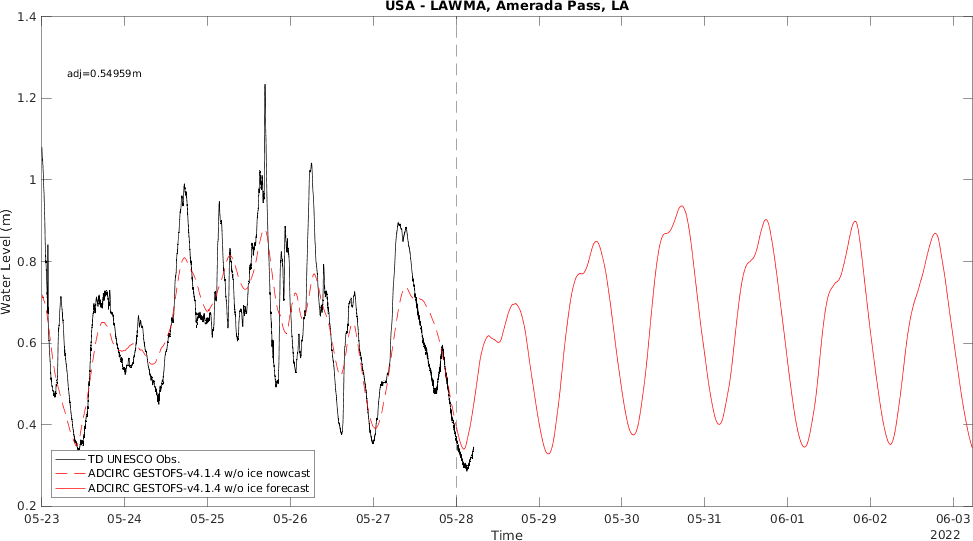 USA - LAWMA, Amerada Pass, LA
1.4
adj=0.54959m
1.2
1
0.8
0.6
0.4
0.2
Water Level (m)
TD UNESCO Obs.
ADCIRC GESTOFS-v4.1.4 w/o ice nowcast
ADCIRC GESTOFS-v4.1.4 w/o ice forecast
05-23 05-24 05-25 05-26 05-27 05-28 05-29 05-30 05-31 06-01 06-02 06-03
Time
2022